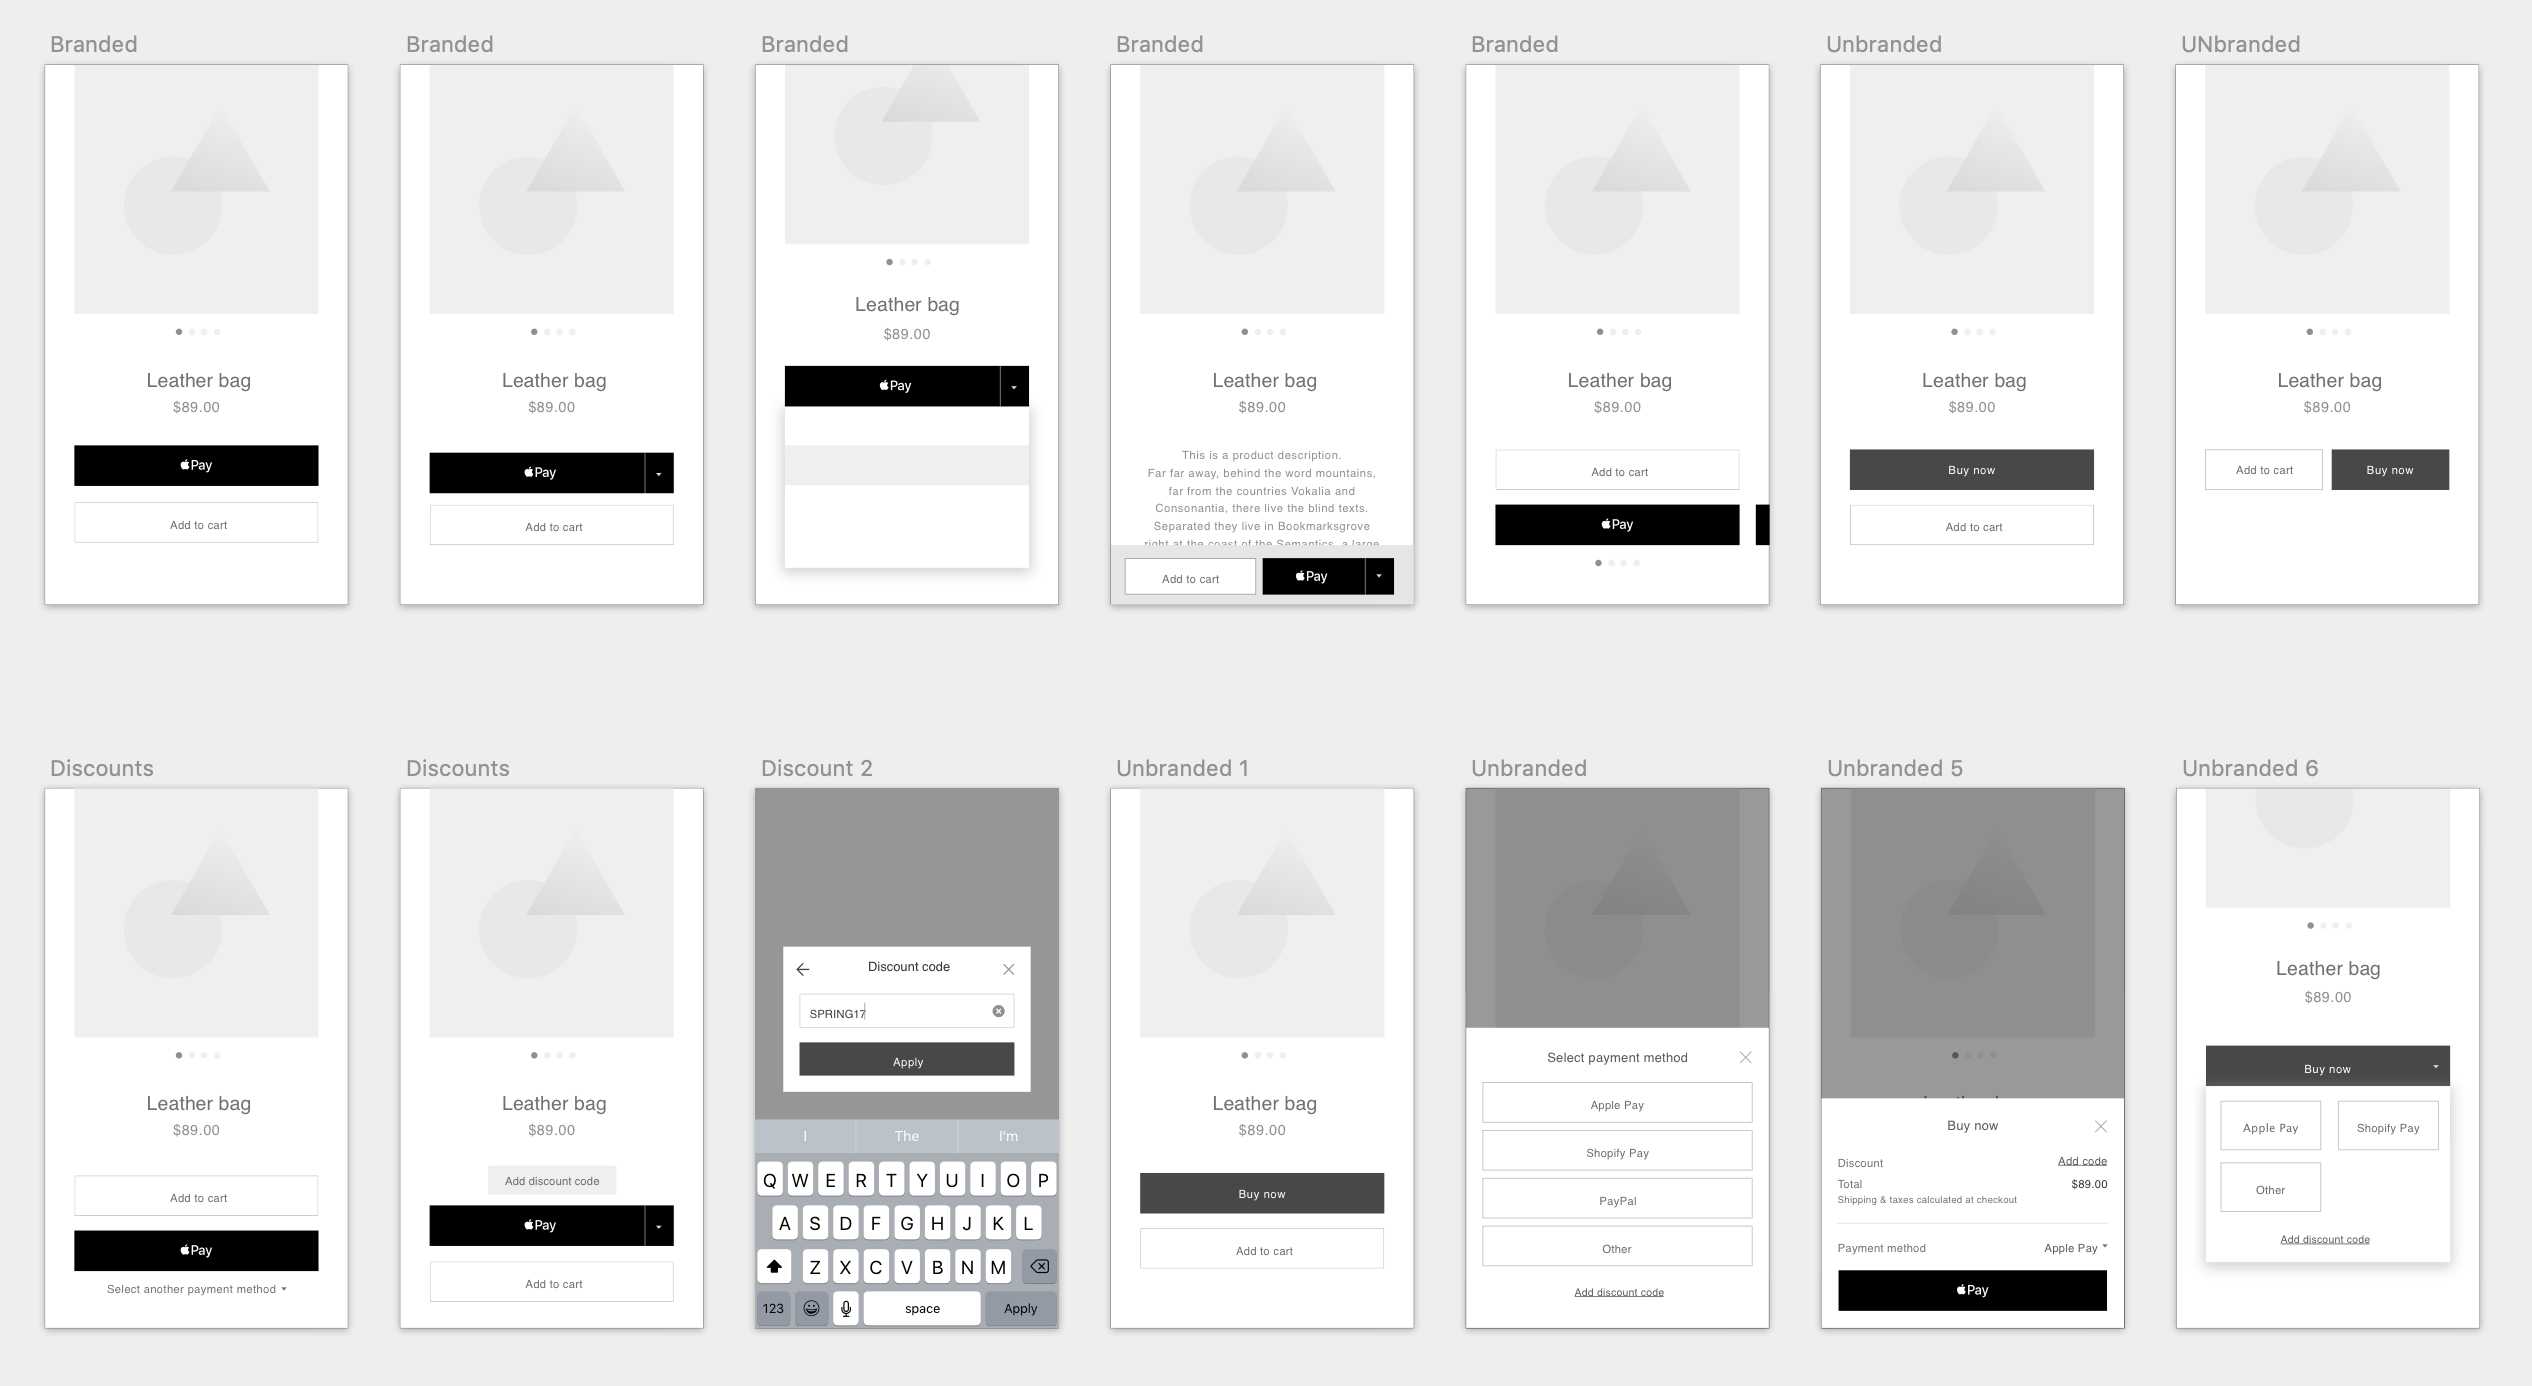 Branded
Leather bag
$89.00
Pay
Add to cart
Branded
Leather bag
$89.00
Pay
Add to cart
Branded
Leather bag
$89.00
Pay
Branded
Leather bag
$89.00
This is a product description.
Far far away, behind the word mountains,
far from the countries Vokalia and
Consonantia, there live the blind texts.
Separated they live in Bookmarksgrove
right at the coast of the Semantics, a large
Add to cart
Pay
Branded
Leather bag
$89.00
Add to cart
Pay
Unbranded
Leather bag
$89.00
Buy now
Add to cart
UNbranded
Leather bag
$89.00
Add to cart
Buy now
Discounts
Leather bag
$89.00
Add to cart
Pay
Select another payment method
Discounts
Leather bag
$89.00
Add discount code
Pay
Add to cart
Discount 2
Discount code
SPRING17
Apply
I The I'm
Q W E R T Y U I O P
A S D F G H J K L
Z X C V B N M
123 space Apply
Unbranded 1
Leather bag
$89.00
Buy now
Add to cart
Unbranded
Select payment method
Apple Pay
Shopify Pay
PayPal
Other
Add discount code
Unbranded 5
Buy now
Discount Add code
Total $89.00
Shipping & taxes calculated at checkout
Payment method Apple Pay
Pay
Unbranded 6
Leather bag
$89.00
Buy now
Apple Pay Shopify Pay
Other
Add discount code